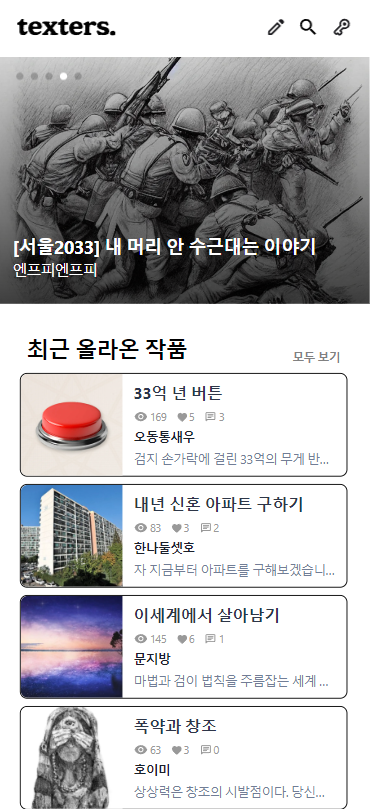 texters.
[서울2033] 내 머리 안 수근대는 이야기
엔프피엔프피
최근 올라온 작품
모두 보기
33억 년 버튼
169 5 3
오동통새우
검지 손가락에 걸린 33억의 무게 반...
내년 신혼 아파트 구하기
83 3 2
한나둘셋호
자 지금부터 아파트를 구해보겠습니...
이세계에서 살아남기
145 6 1
문지방
마법과 검이 법칙을 주름잡는 세계 ...
폭약과 창조
63 3 0
호이미
상상력은 창조의 시발점이다. 당신...